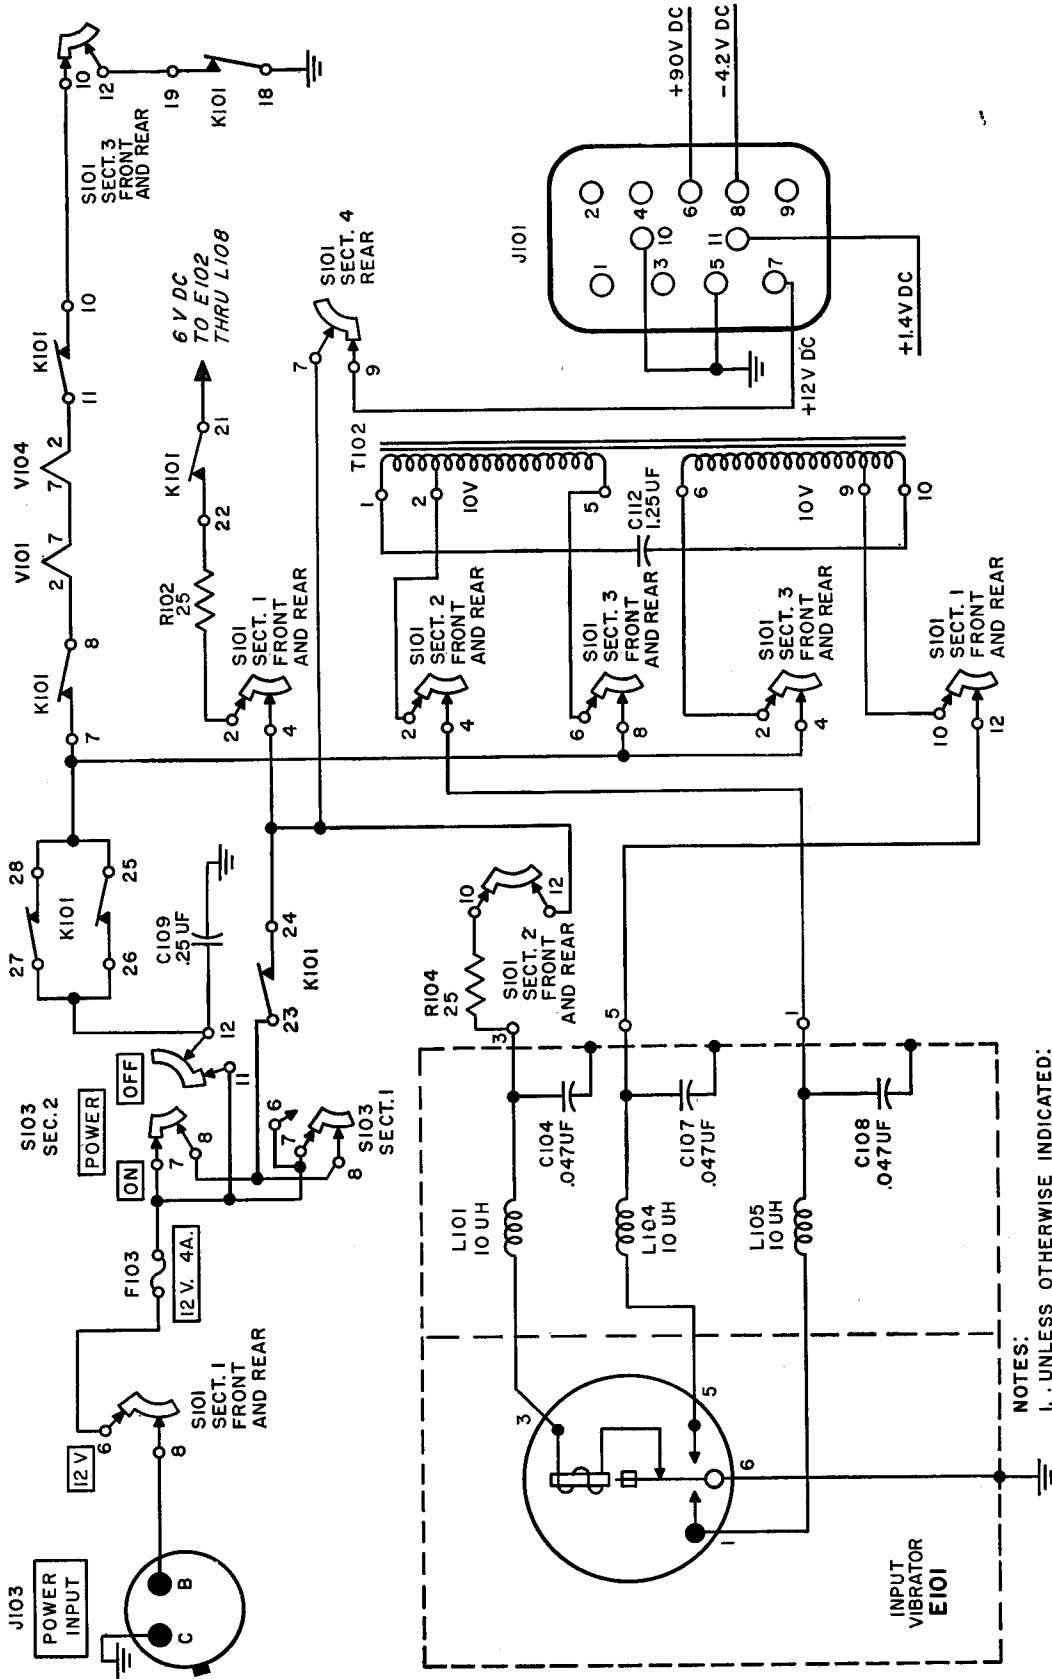 J103
POWER
INPUT
C
B
12 V
6
8
S101
SECT. 1
FRONT
AND REAR
F103
12 V. 4A.
S103
SEC. 2
POWER
ON
OFF
7
8
11
12
6
7
8
S103
SECT. 1
C109
.25 UF
27
28
K101
26
25
23
24
K101
7
K101
8
V101
2
7
V104
7
2
11
K101
10
S101
SECT. 3
FRONT
AND REAR
10
12
19
K101
18
R102
25
22
K101
21
6 V DC
TO E102
THRU L108
2
4
S101
SECT. 1
FRONT
AND REAR
7
9
S101
SECT. 4
REAR
R104
25
3
10
12
S101
SECT. 2
FRONT
AND REAR
2
4
S101
SECT. 2
FRONT
AND REAR
6
8
S101
SECT. 3
FRONT
AND REAR
2
4
S101
SECT. 3
FRONT
AND REAR
10
12
S101
SECT. 1
FRONT
AND REAR
T102
1
2
10V
5
C112
1.25UF
6
10V
9
10
J101
1
2
3
4
5
6
7
8
9
10
11
+90V DC
-4.2V DC
+12V DC
+1.4V DC
L101
10 UH
C104
.047UF
5
L104
10 UH
C107
.047UF
1
L105
10 UH
C108
.047UF
3
5
6
1
INPUT
VIBRATOR
E101
NOTES:
1. . UNLESS OTHERWISE INDICATED: